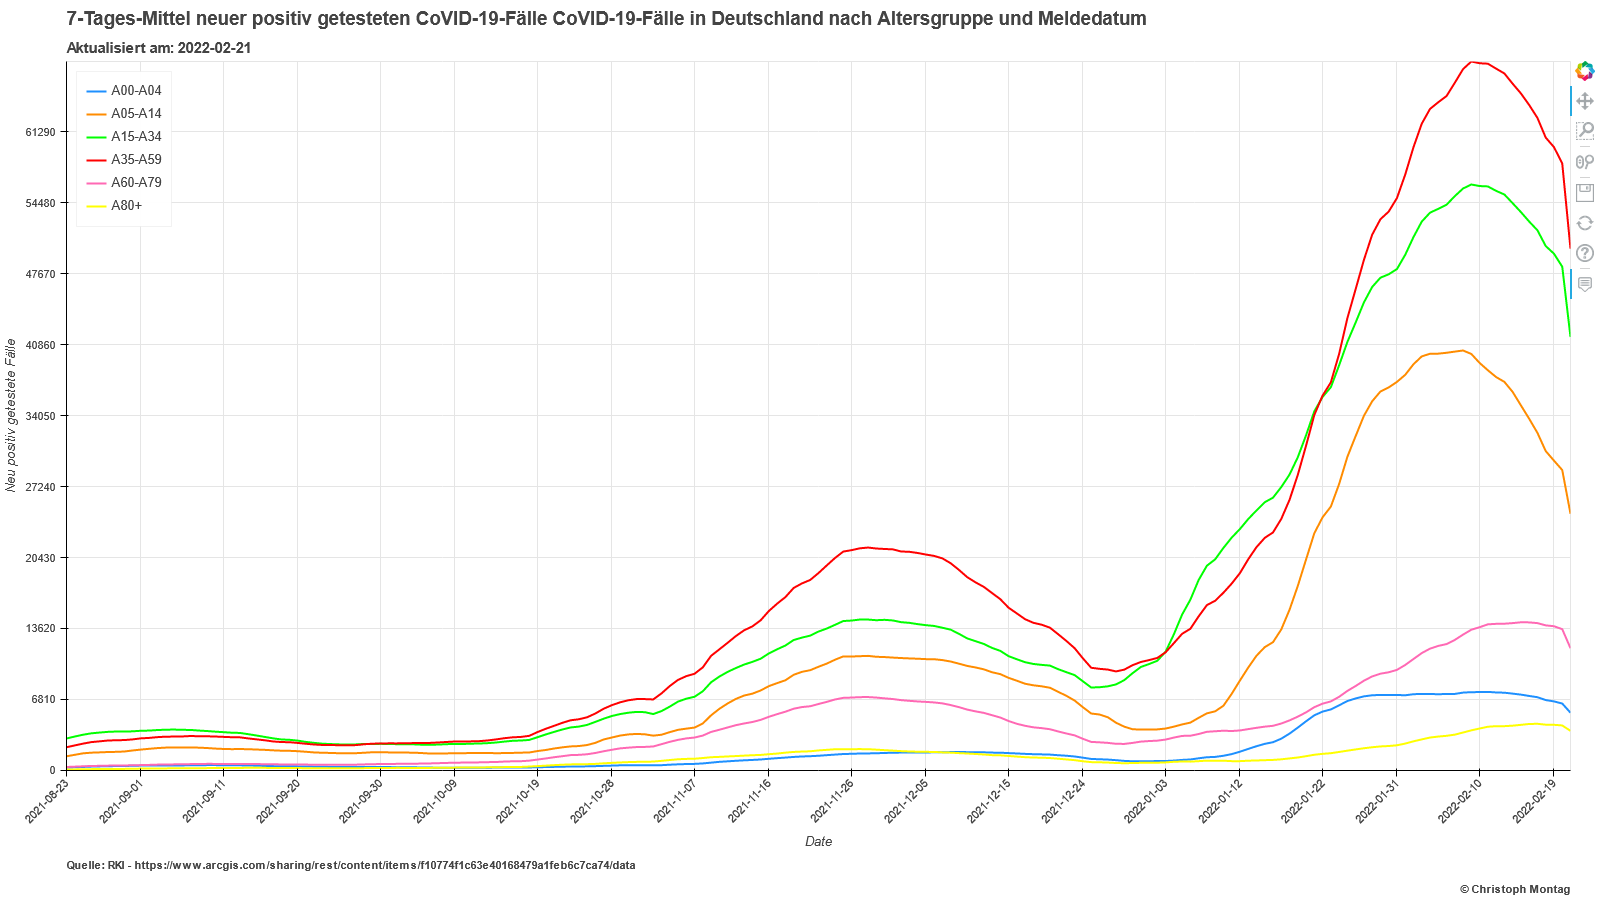 7-Tages-Mittel neuer positiv getesteten CoVID-19-Fälle CoVID-19-Fälle in Deutschland nach Altersgruppe und Meldedatum
Aktualisiert am: 2022-02-21
A00-A04
A05-A14
A15-A34
A35-A59
A60-A79
A80+
61290
54480
47670
40860
34050
27240
20430
13620
6810
0
Neu positiv getestete Fälle
2021-08-23
2021-09-01
2021-09-11
2021-09-20
2021-09-30
2021-10-09
2021-10-19
2021-10-28
2021-11-07
2021-11-16
2021-11-26
2021-12-05
2021-12-15
2021-12-24
2022-01-03
2022-01-12
2022-01-22
2022-01-31
2022-02-10
2022-02-19
Date
Quelle: RKI - https://www.arcgis.com/sharing/rest/content/items/f10774f1c63e40168479a1feb6c7ca74/data
© Christoph Montag